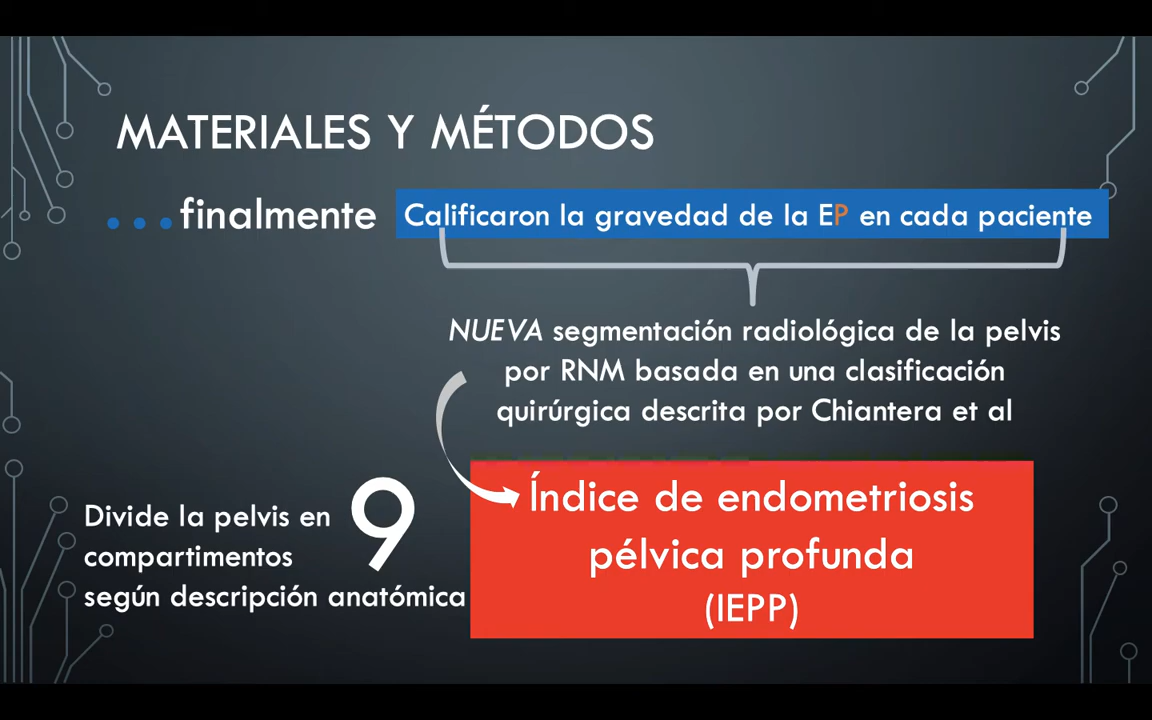 MATERIALES Y MÉTODOS
...finalmente
Calificaron la gravedad de la EP en cada paciente
NUEVA segmentación radiológica de la pelvis
por RNM basada en una clasificación
quirúrgica descrita por Chiantera et al
Divide la pelvis en 9
compartimentos
según descripción anatómica
Índice de endometriosis
pélvica profunda
(IEPP)